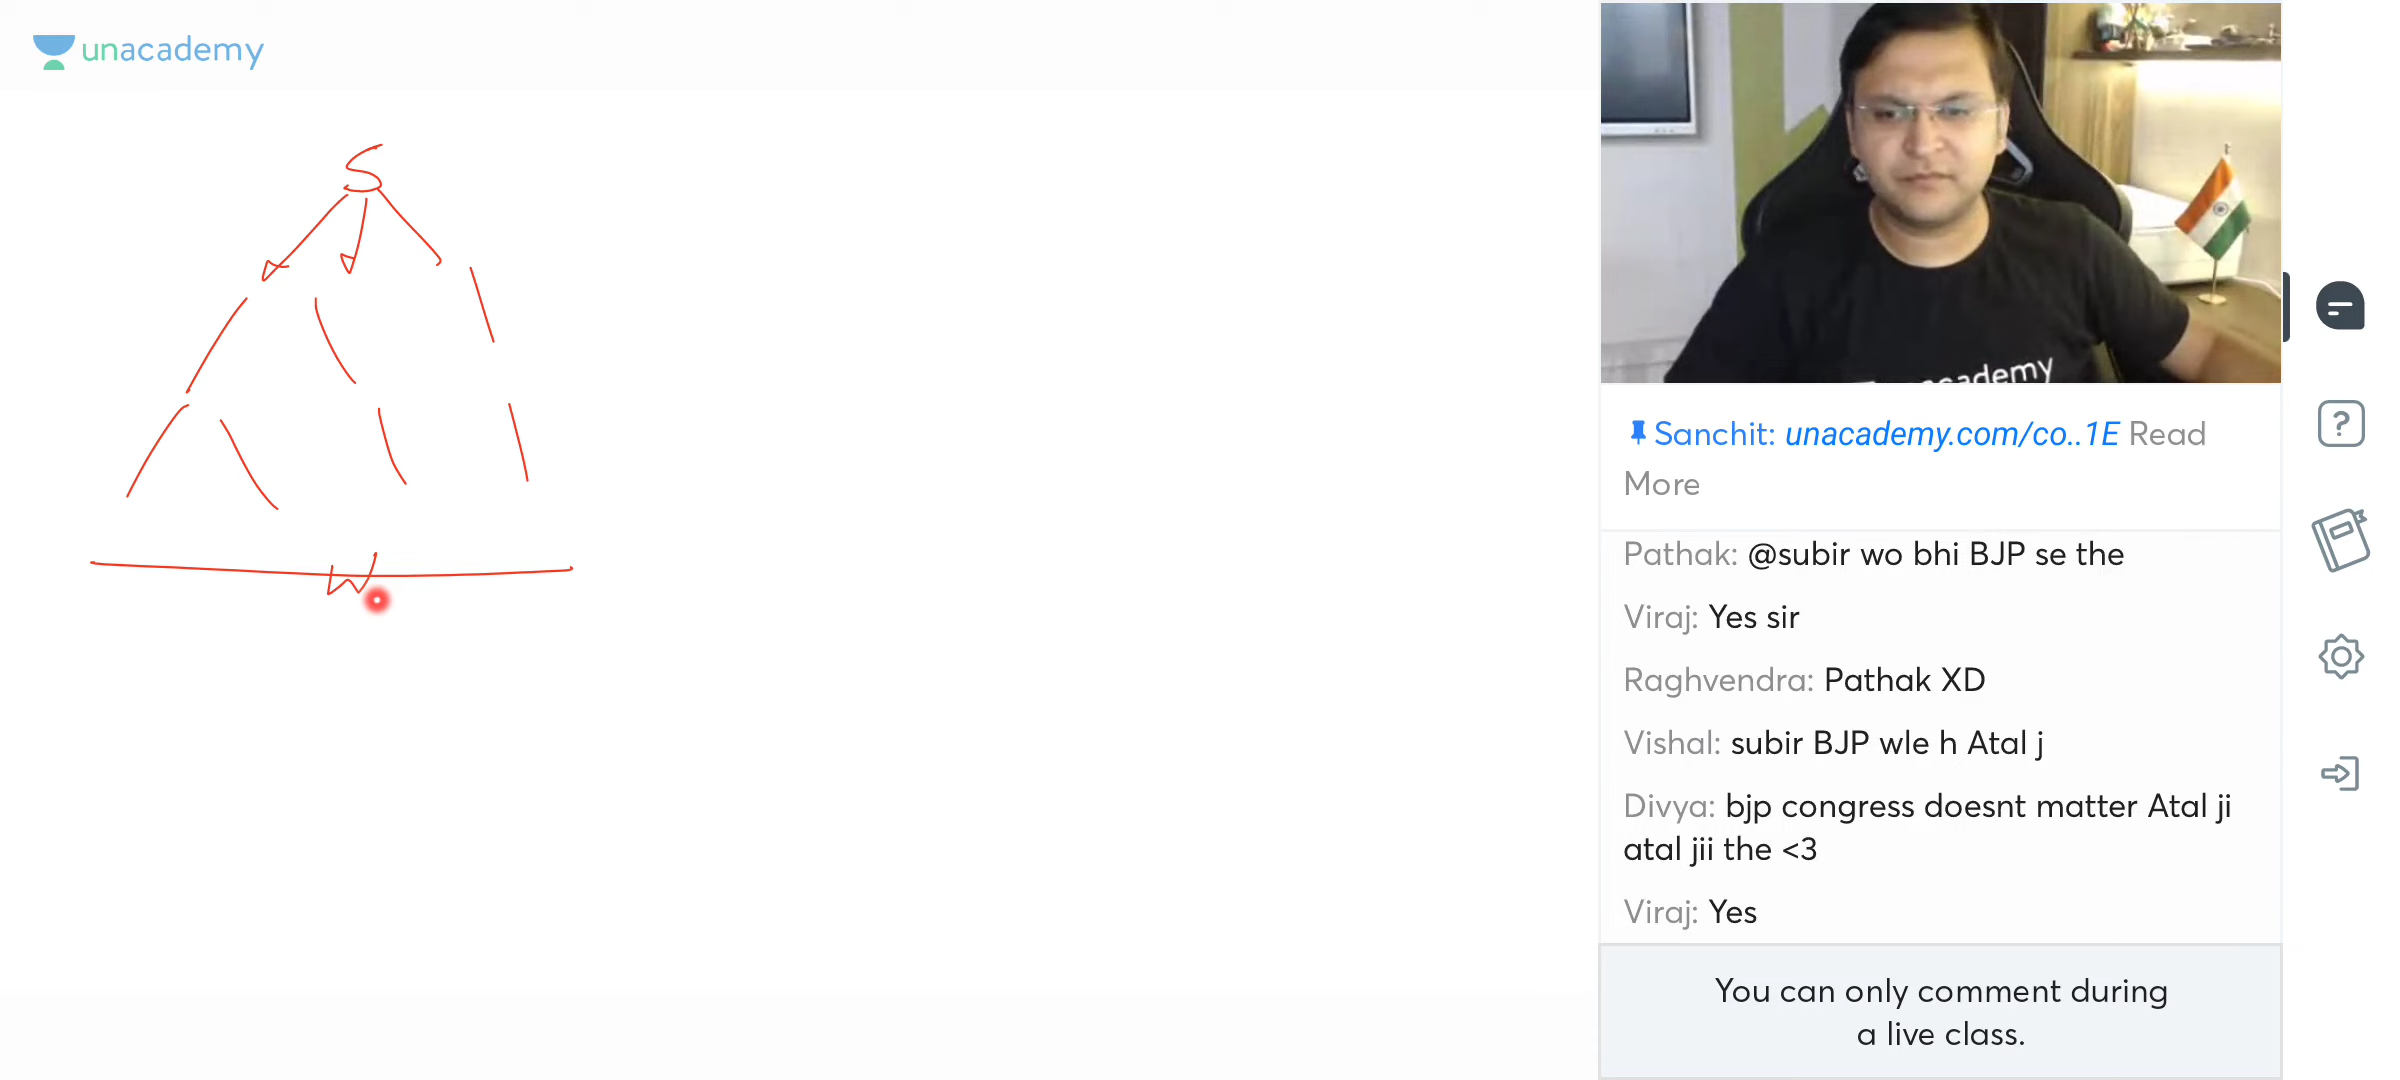 unacademy
S
W
unacademy
Sanchit: unacademy.com/co..1E Read
More
Pathak: @subir wo bhi BJP se the
Viraj: Yes sir
Raghvendra: Pathak XD
Vishal: subir BJP wle h Atal j
Divya: bjp congress doesnt matter Atal ji
atal jii the <3
Viraj: Yes
You can only comment during
a live class.